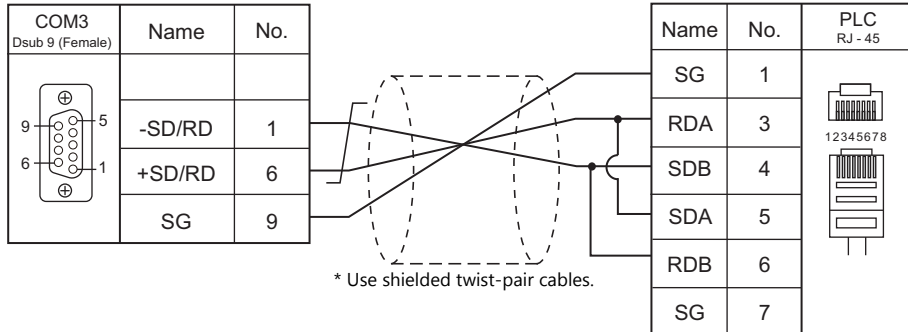 COM3
Dsub 9 (Female)
Name
No.
-SD/RD
1
+SD/RD
6
SG
9
9
5
6
1
* Use shielded twist-pair cables.
Name
No.
PLC
RJ - 45
SG
1
RDA
3
SDB
4
SDA
5
RDB
6
SG
7
12345678